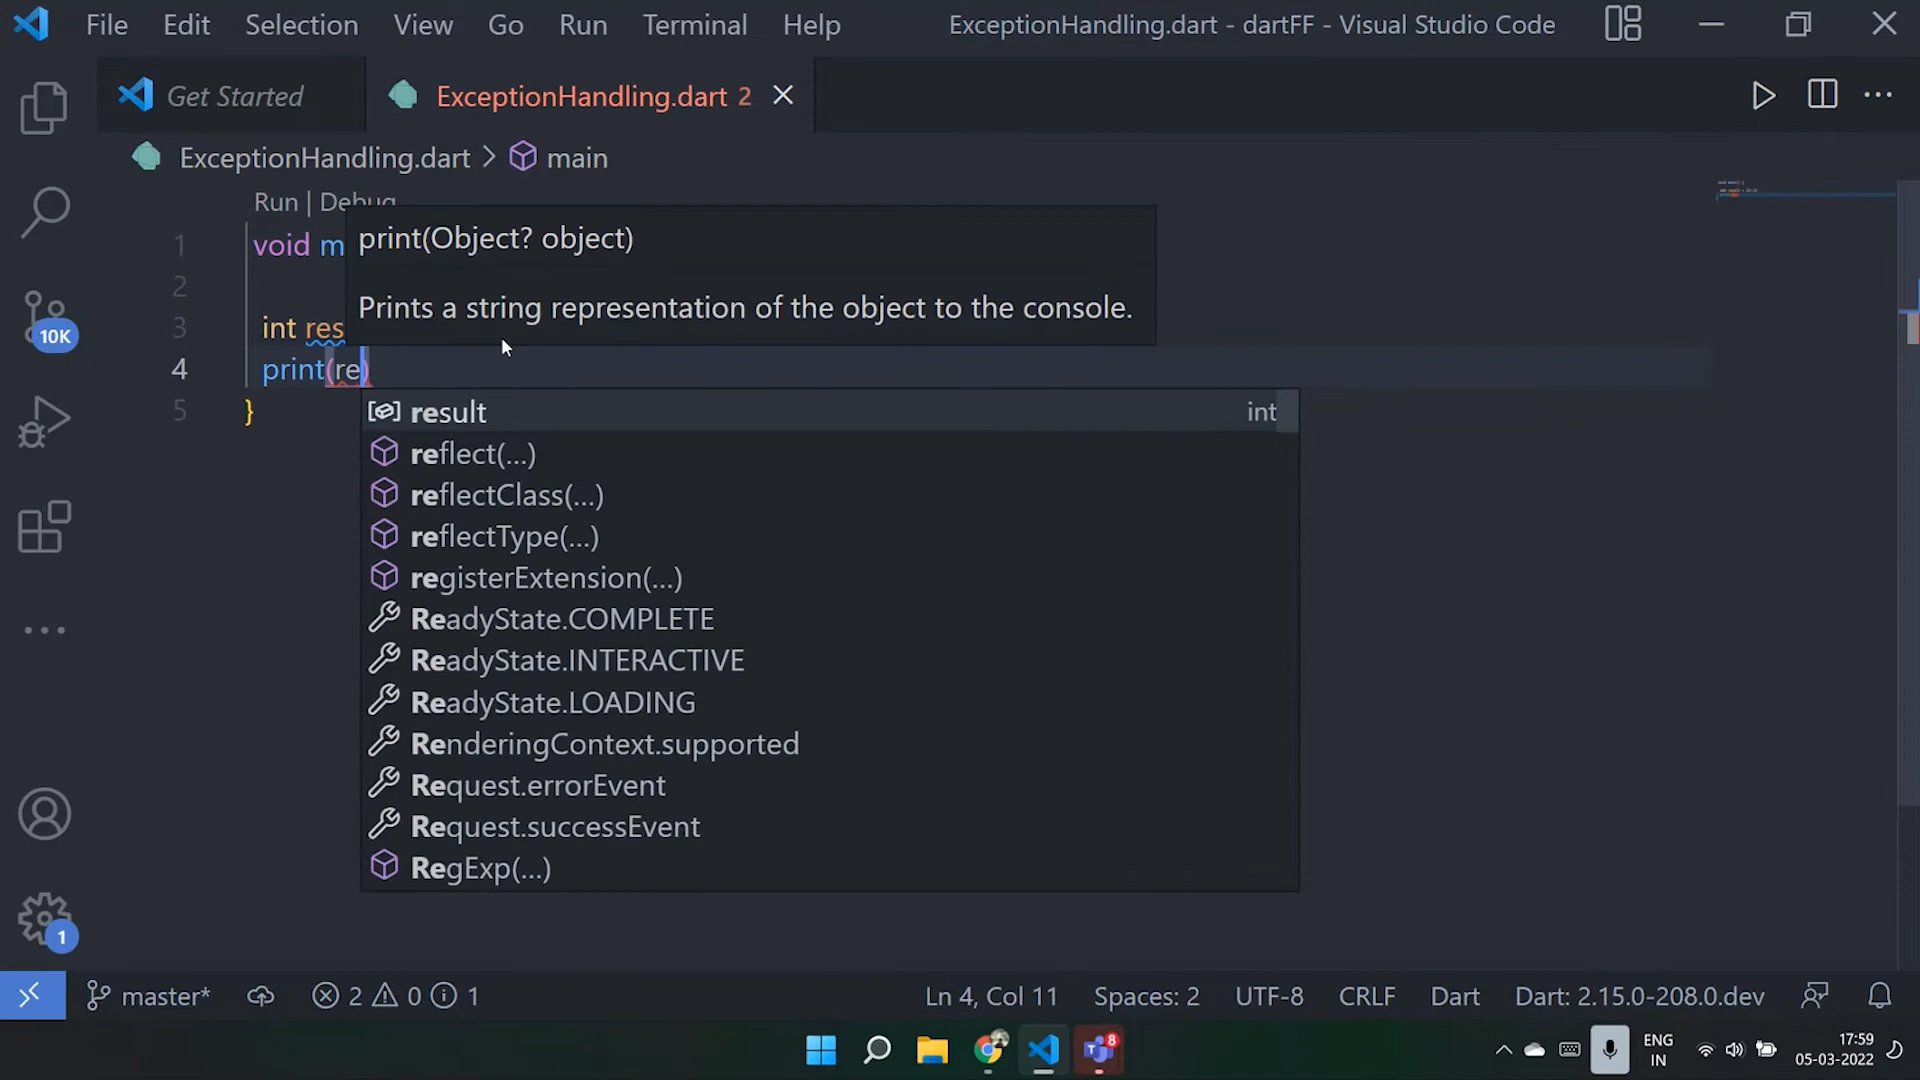 File Edit Selection View Go Run Terminal Help ExceptionHandling.dart - dartFF - Visual Studio Code
Get Started ExceptionHandling.dart 2
ExceptionHandling.dart > main
Run | Debug
1 void m
print(Object? object)
2
Prints a string representation of the object to the console.
3 int res
4 print(re)
5 }
result int
reflect(...)
reflectClass(...)
reflectType(...)
registerExtension(...)
ReadyState.COMPLETE
ReadyState.INTERACTIVE
ReadyState.LOADING
RenderingContext.supported
Request.errorEvent
Request.successEvent
RegExp(...)
10K
1
master* 2 0 1 Ln 4, Col 11 Spaces: 2 UTF-8 CRLF Dart Dart: 2.15.0-208.0.dev
8
ENG
IN
17:59
05-03-2022